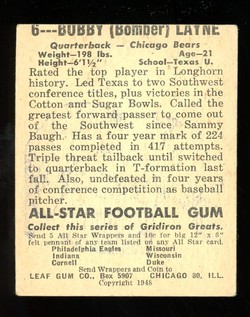 6---BOBBY (Bomber) LAYNE
Quarterback — Chicago Bears
Weight—198 lbs. Age—21
Height—6'1½" School—Texas U.
Rated the top player in Longhorn
history. Led Texas to two Southwest
conference titles, plus victories in the
Cotton and Sugar Bowls. Called the
greatest forward passer to come out
of the Southwest since Sammy
Baugh. Has a four year mark of 224
passes completed in 417 attempts.
Triple threat tailback until switched
to quarterback in T-formation last
fall. Also, undefeated in four years
of conference competition as baseball
pitcher.
ALL-STAR FOOTBALL GUM
Collect this series of Gridiron Greats.
Send 5 All Star Wrappers and 10c for big 12" x 6"
felt pennant of any team listed on any All Star card.
Philadelphia Eagles Missouri
Indiana Wisconsin
Cornell Duke
Send Wrappers and Coin to
LEAF GUM CO., Box 5907 CHICAGO 80, ILL.
Copyright 1948